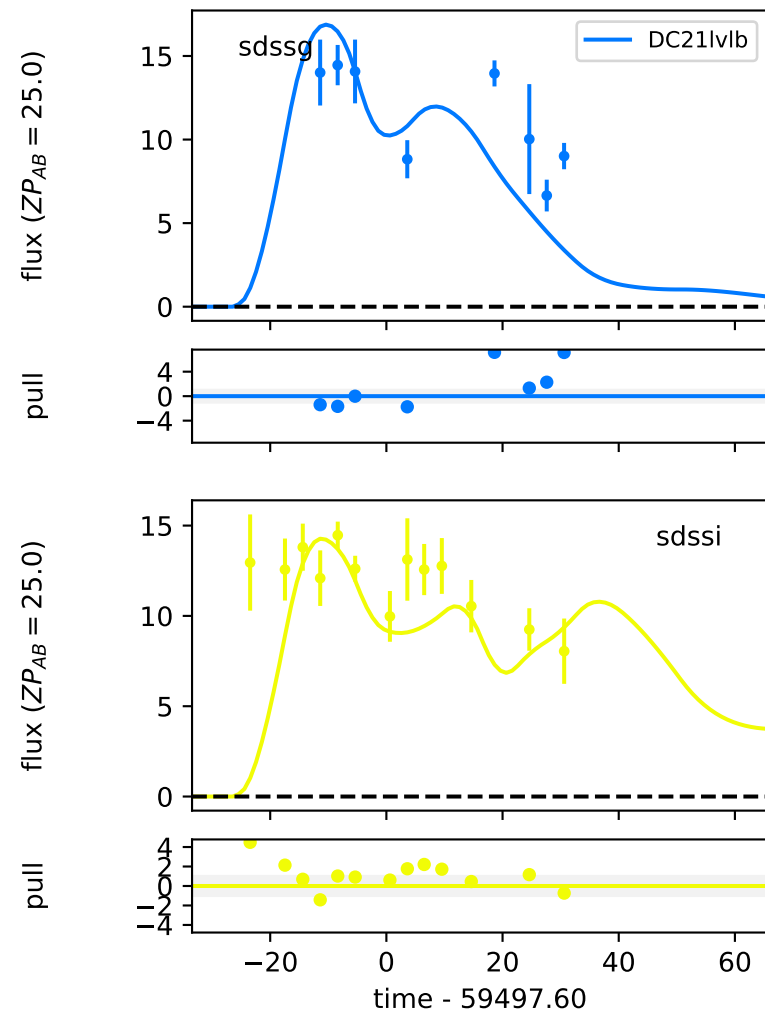 sdssg
DC21lvlb
flux (ZP_AB = 25.0)
15
10
5
0
pull
4
0
−4
sdssi
flux (ZP_AB = 25.0)
15
10
5
0
pull
4
2
0
−2
−4
−20 0 20 40 60
time - 59497.60